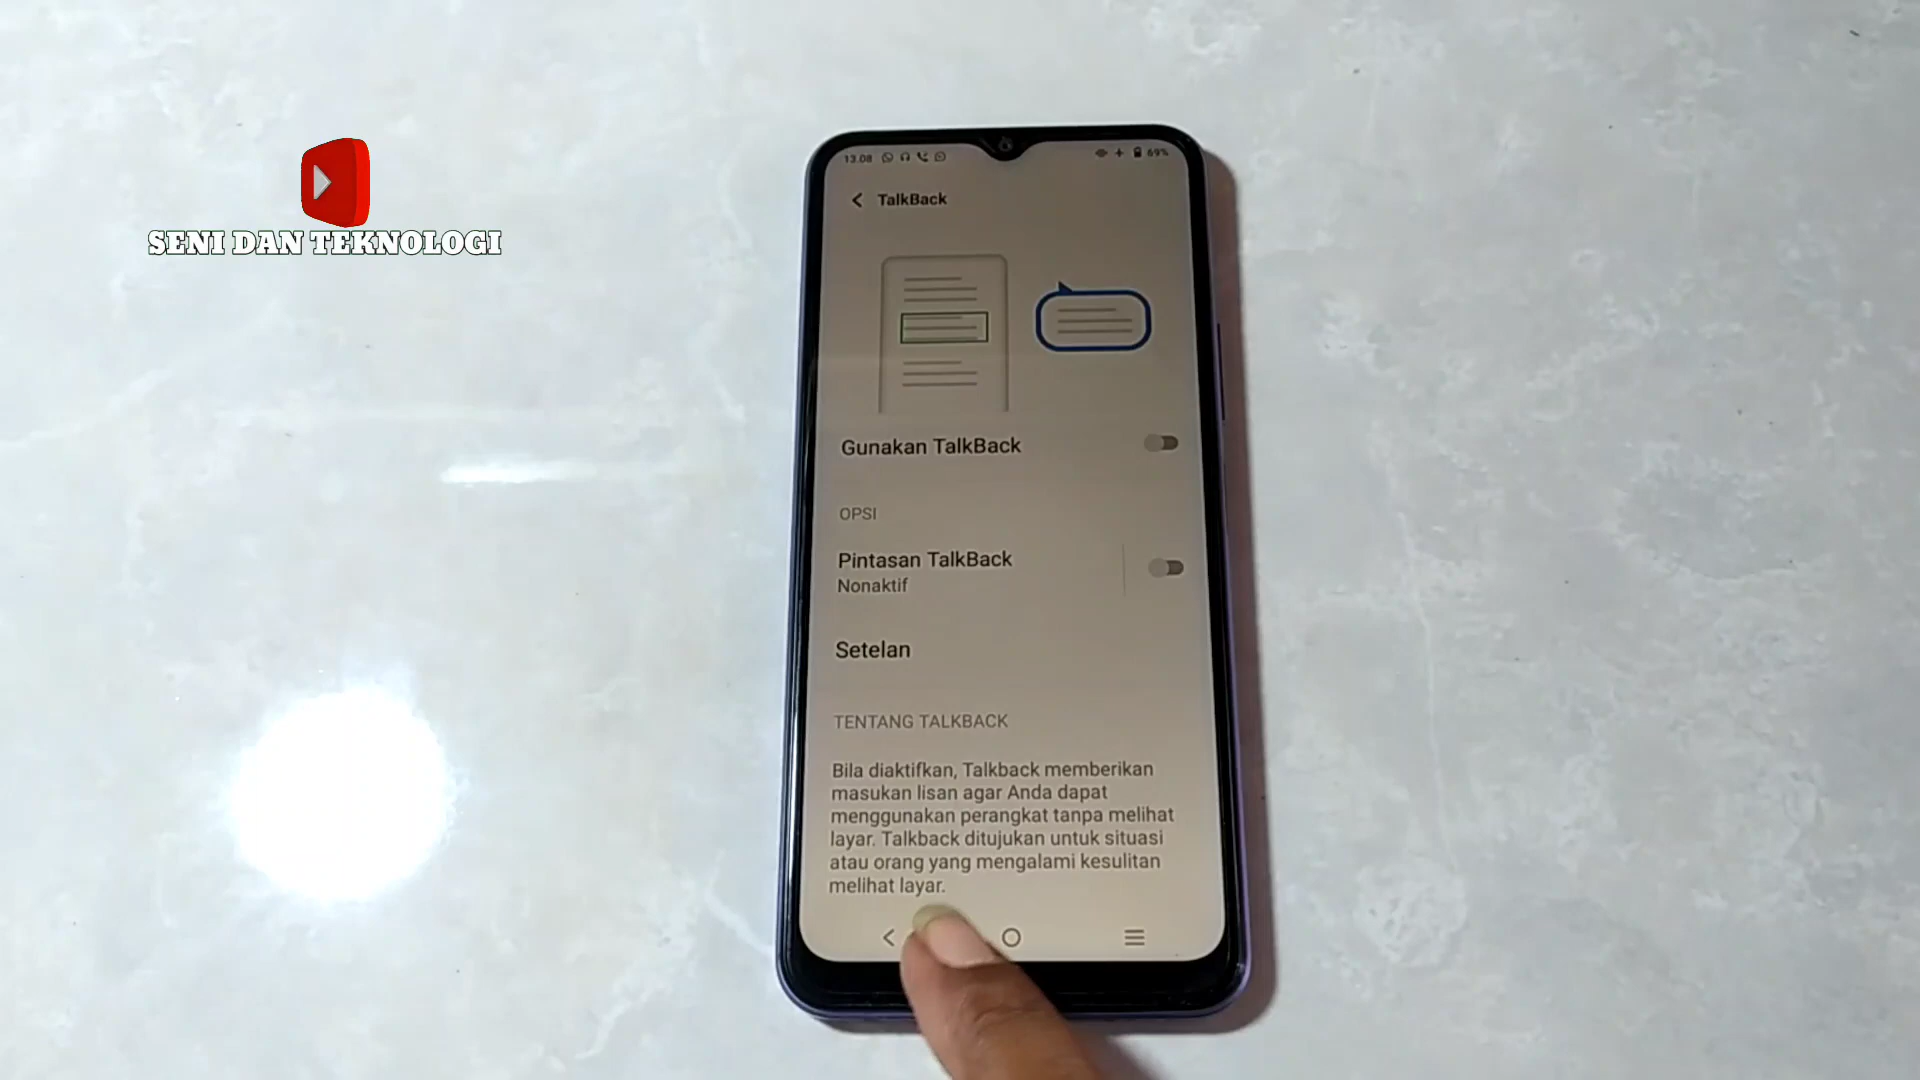 SENI DAN TEKNOLOGI
13.08
69%
TalkBack
Gunakan TalkBack
OPSI
Pintasan TalkBack
Nonaktif
Setelan
TENTANG TALKBACK
Bila diaktifkan, Talkback memberikan
masukan lisan agar Anda dapat
menggunakan perangkat tanpa melihat
layar. Talkback ditujukan untuk situasi
atau orang yang mengalami kesulitan
melihat layar.